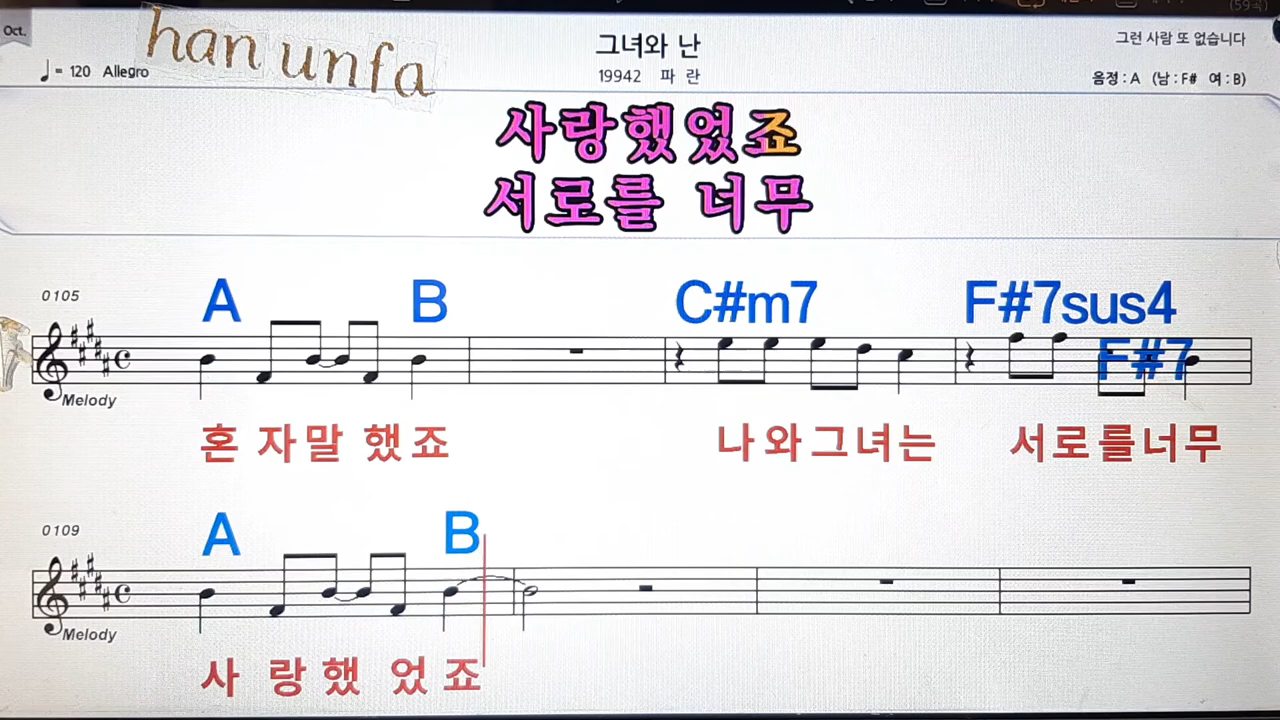 (59곡)
Oct.
han unfa
그녀와 난
그런 사람 또 없습니다
♩= 120 Allegro
19942 파 란
음정 : A (남 : F# 여 : B)
사랑했었죠
서로를 너무
0105
A B C#m7 F#7sus4
F#7
Melody
혼 자 말 했 죠 나 와 그 녀 는 서 로 를 너 무
0109
A B
Melody
사 랑 했 었 죠